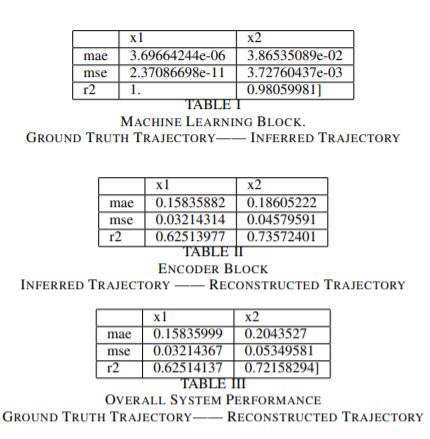 x1 x2
mae 3.69664244e-06 3.86535089e-02
mse 2.37086698e-11 3.72760437e-03
r2 1. 0.98059981]
TABLE I
MACHINE LEARNING BLOCK.
GROUND TRUTH TRAJECTORY—— INFERRED TRAJECTORY
x1 x2
mae 0.15835882 0.18605222
mse 0.03214314 0.04579591
r2 0.62513977 0.73572401
TABLE II
ENCODER BLOCK
INFERRED TRAJECTORY —— RECONSTRUCTED TRAJECTORY
x1 x2
mae 0.15835999 0.2043527
mse 0.03214367 0.05349581
r2 0.62514137 0.72158294]
TABLE III
OVERALL SYSTEM PERFORMANCE
GROUND TRUTH TRAJECTORY—— RECONSTRUCTED TRAJECTORY